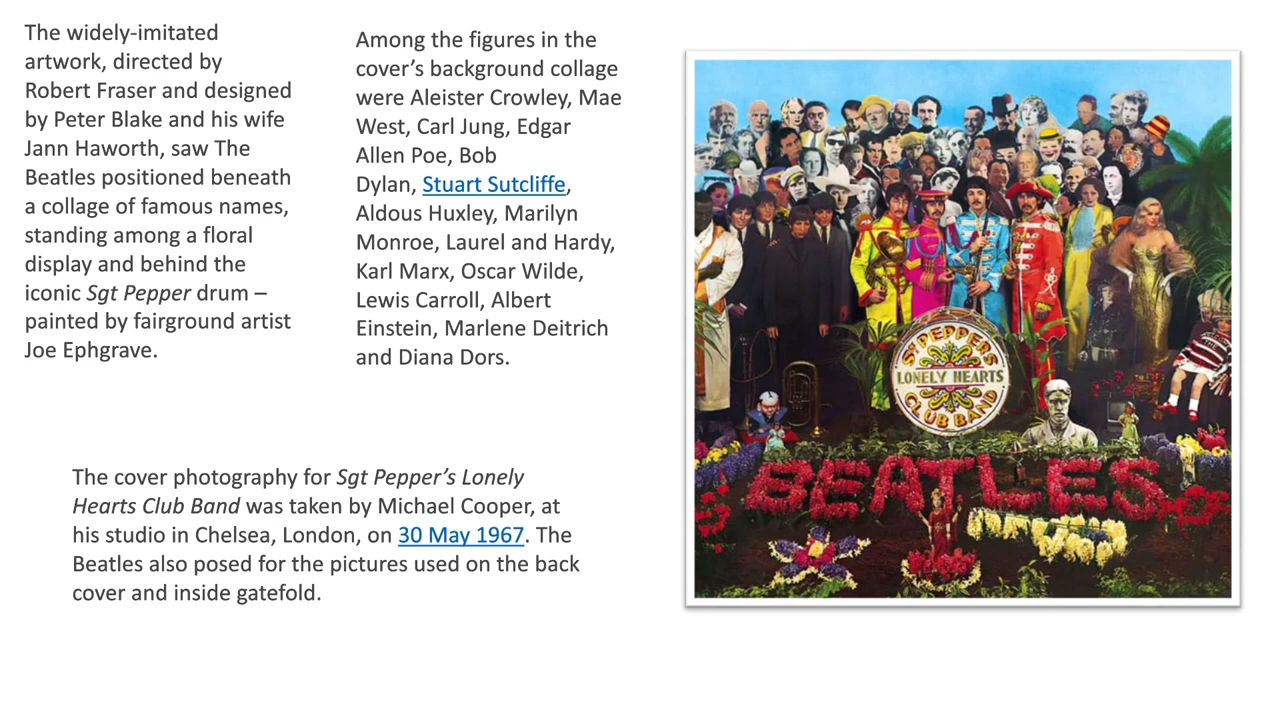 The widely-imitated
artwork, directed by
Robert Fraser and designed
by Peter Blake and his wife
Jann Haworth, saw The
Beatles positioned beneath
a collage of famous names,
standing among a floral
display and behind the
iconic Sgt Pepper drum –
painted by fairground artist
Joe Ephgrave.
Among the figures in the
cover’s background collage
were Aleister Crowley, Mae
West, Carl Jung, Edgar
Allen Poe, Bob
Dylan, Stuart Sutcliffe,
Aldous Huxley, Marilyn
Monroe, Laurel and Hardy,
Karl Marx, Oscar Wilde,
Lewis Carroll, Albert
Einstein, Marlene Deitrich
and Diana Dors.
The cover photography for Sgt Pepper’s Lonely
Hearts Club Band was taken by Michael Cooper, at
his studio in Chelsea, London, on 30 May 1967. The
Beatles also posed for the pictures used on the back
cover and inside gatefold.
SGT PEPPERS
LONELY HEARTS
CLUB BAND
BEATLES